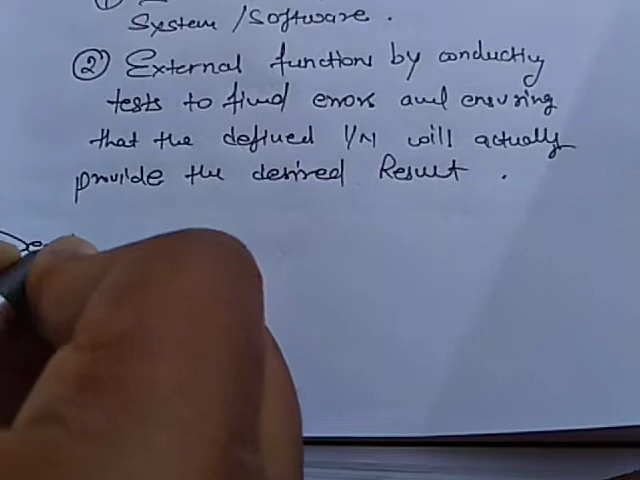 ①
System / Software .
② External functions by conducting
tests to find errors and ensuring
that the defined I/N will actually
provide the desired Result .